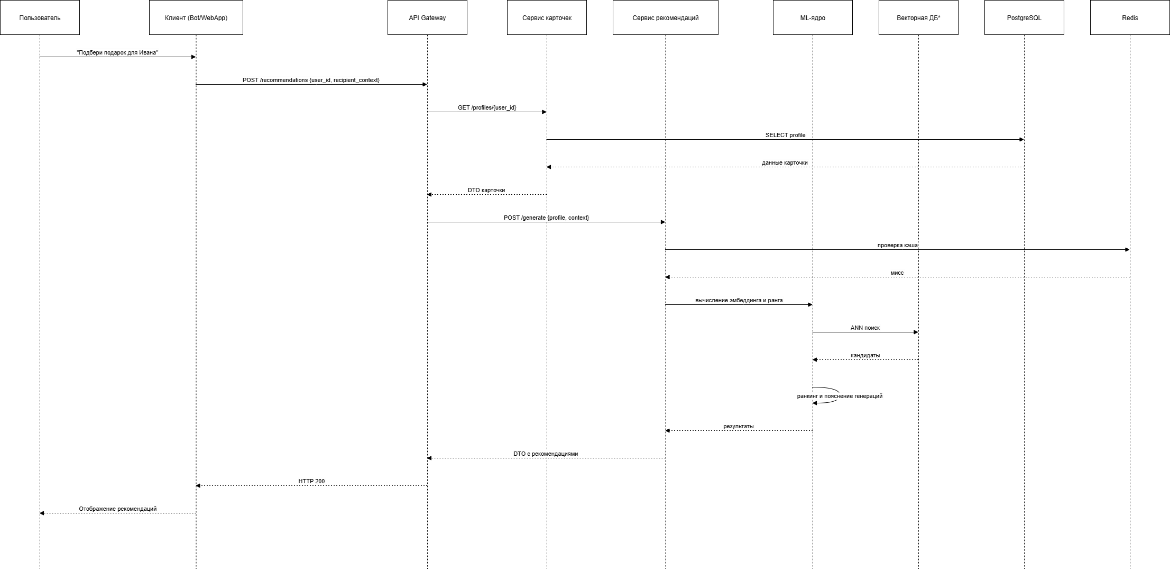 Пользователь
Клиент (Bot/WebApp)
API Gateway
Сервис карточек
Сервис рекомендаций
ML-ядро
Векторная ДБ*
PostgreSQL
Redis
"Подбери подарок для Ивана"
POST /recommendations {user_id, recipient_context}
GET /profiles/{user_id}
SELECT profile
данные карточки
DTO карточки
POST /generate {profile, context}
проверка кэша
мисс
вычисление эмбеддинга и ранга
ANN поиск
кандидаты
ранкинг и пояснение генераций
результаты
DTO с рекомендациями
HTTP 200
Отображение рекомендаций